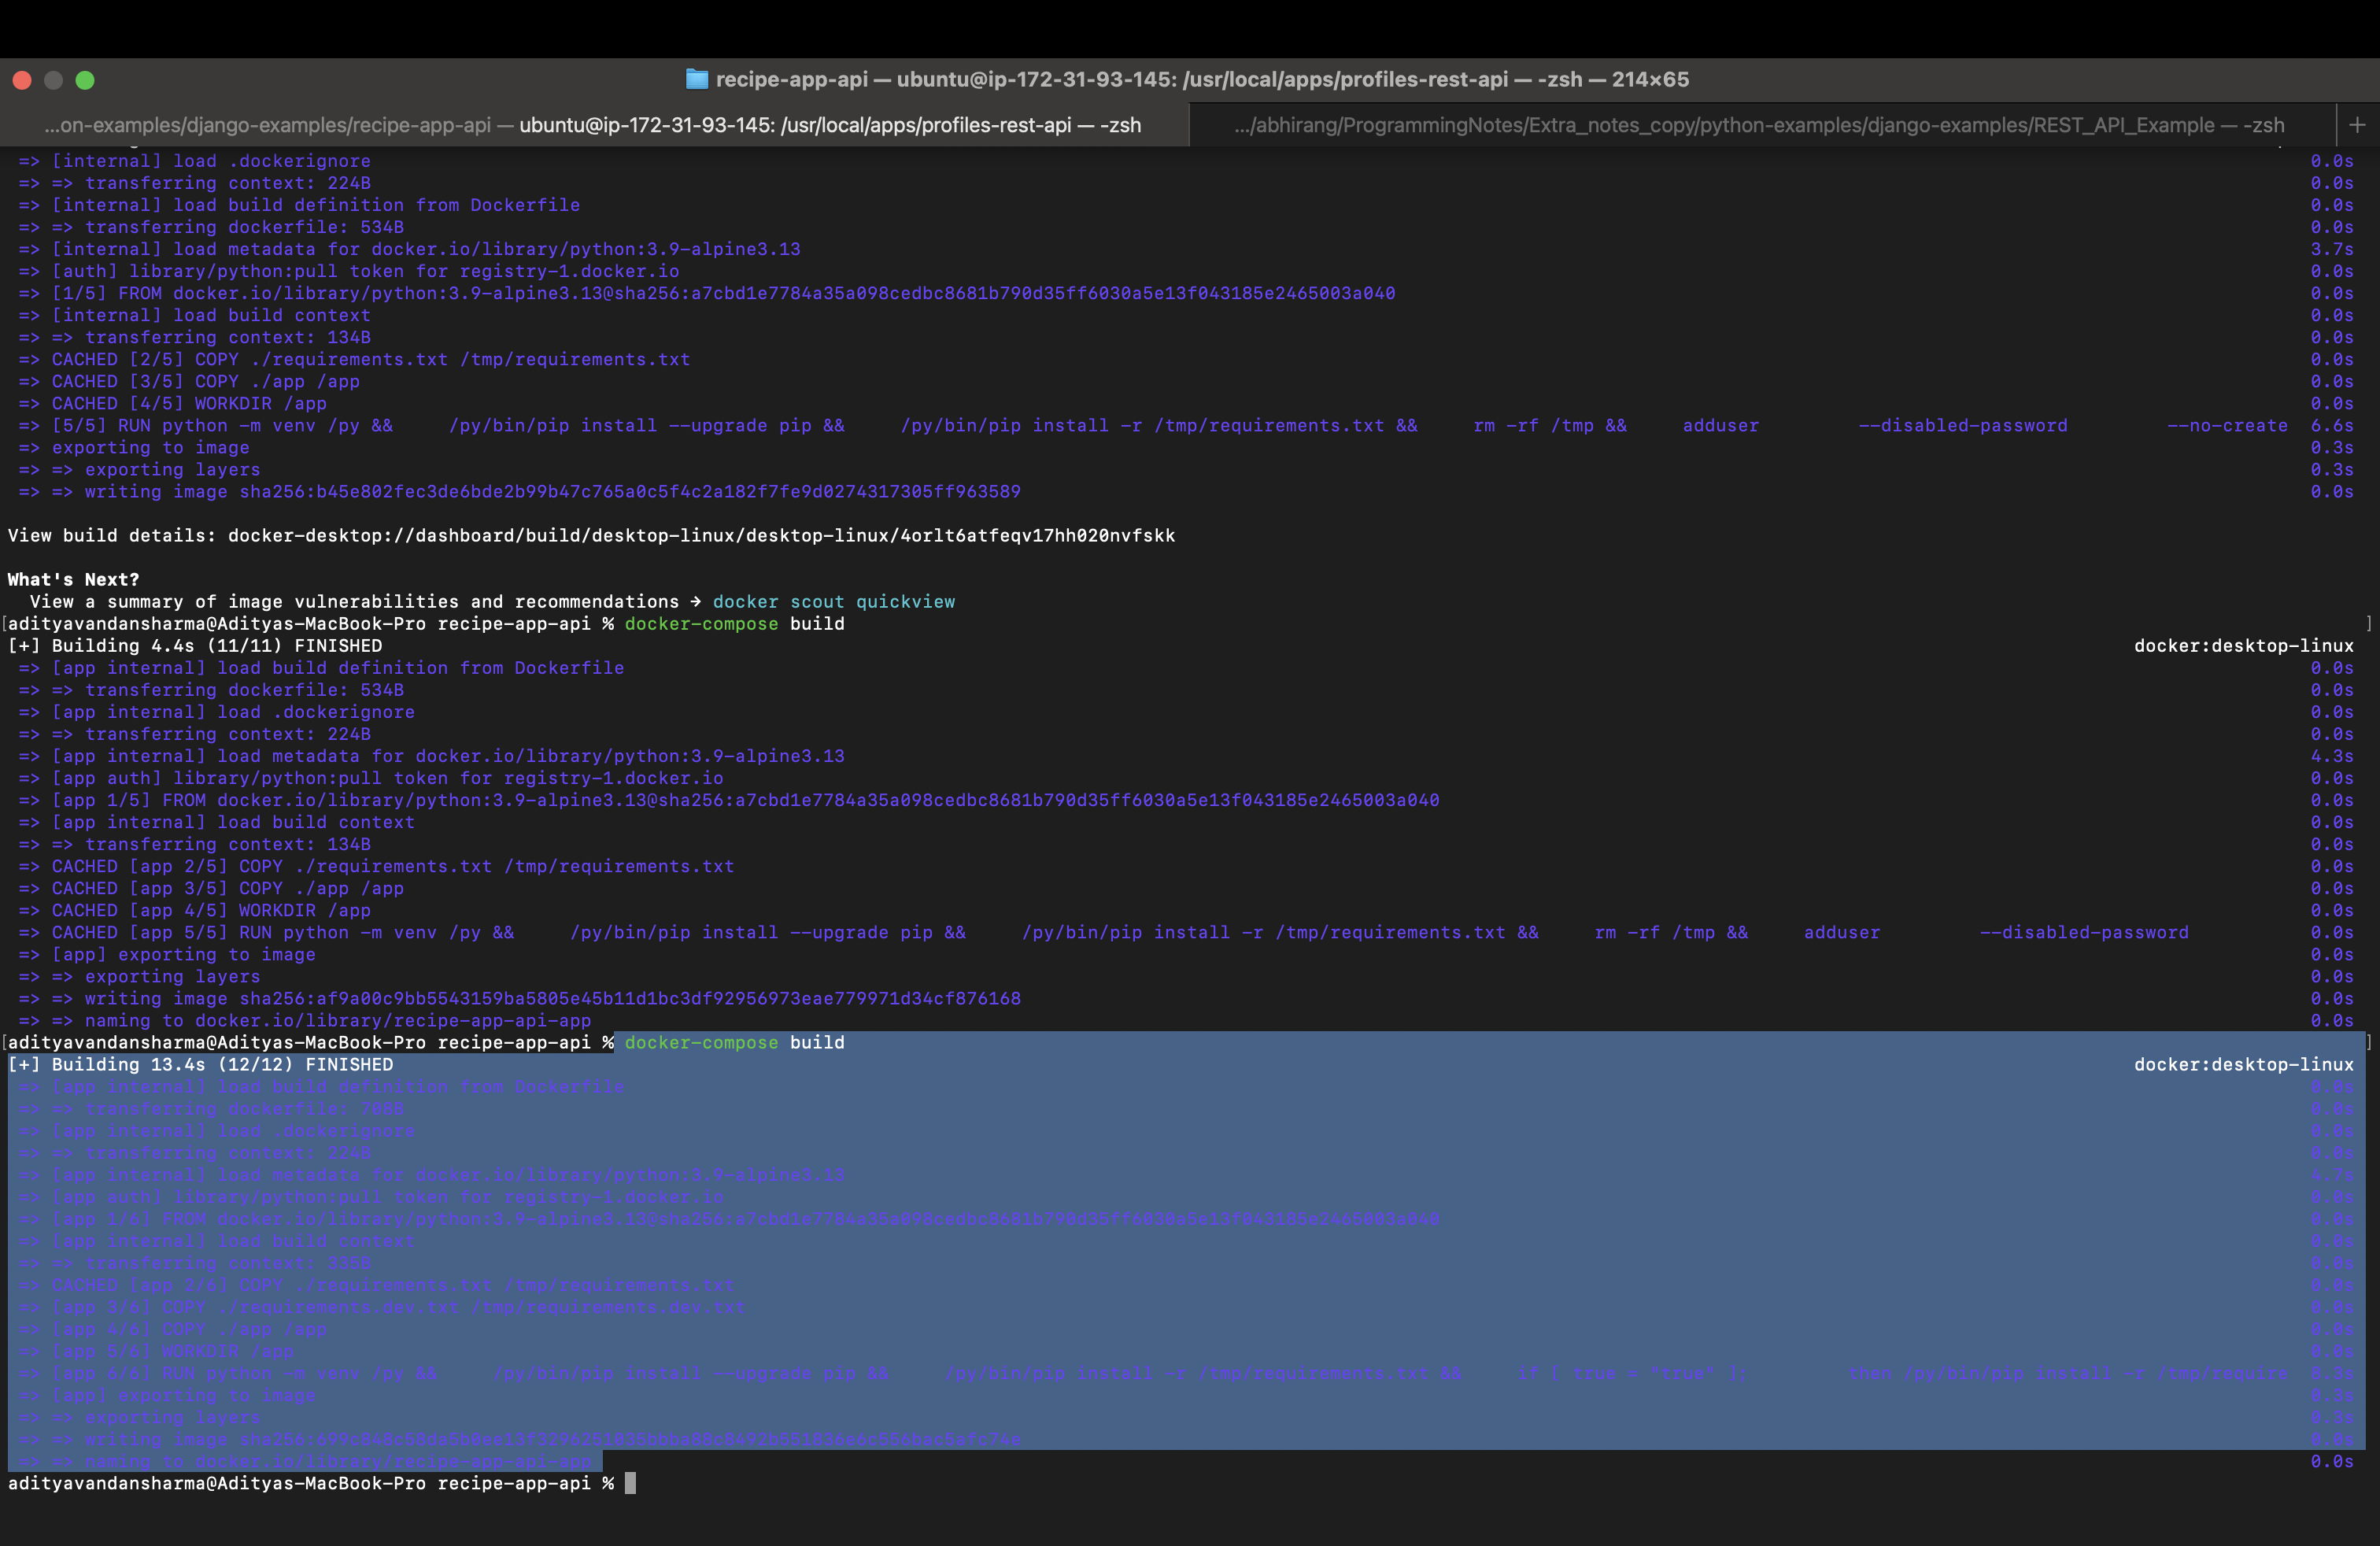 recipe-app-api — ubuntu@ip-172-31-93-145: /usr/local/apps/profiles-rest-api — -zsh — 214×65
...on-examples/django-examples/recipe-app-api — ubuntu@ip-172-31-93-145: /usr/local/apps/profiles-rest-api — -zsh
.../abhirang/ProgrammingNotes/Extra_notes_copy/python-examples/django-examples/REST_API_Example — -zsh
=> [internal] load .dockerignore 0.0s
=> => transferring context: 224B 0.0s
=> [internal] load build definition from Dockerfile 0.0s
=> => transferring dockerfile: 534B 0.0s
=> [internal] load metadata for docker.io/library/python:3.9-alpine3.13 3.7s
=> [auth] library/python:pull token for registry-1.docker.io 0.0s
=> [1/5] FROM docker.io/library/python:3.9-alpine3.13@sha256:a7cbd1e7784a35a098cedbc8681b790d35ff6030a5e13f043185e2465003a040 0.0s
=> [internal] load build context 0.0s
=> => transferring context: 134B 0.0s
=> CACHED [2/5] COPY ./requirements.txt /tmp/requirements.txt 0.0s
=> CACHED [3/5] COPY ./app /app 0.0s
=> CACHED [4/5] WORKDIR /app 0.0s
=> [5/5] RUN python -m venv /py && /py/bin/pip install --upgrade pip && /py/bin/pip install -r /tmp/requirements.txt && rm -rf /tmp && adduser --disabled-password --no-create 6.6s
=> exporting to image 0.3s
=> => exporting layers 0.3s
=> => writing image sha256:b45e802fec3de6bde2b99b47c765a0c5f4c2a182f7fe9d0274317305ff963589 0.0s
View build details: docker-desktop://dashboard/build/desktop-linux/desktop-linux/4orlt6atfeqv17hh020nvfskk
What's Next?
View a summary of image vulnerabilities and recommendations → docker scout quickview
[adityavandansharma@Adityas-MacBook-Pro recipe-app-api % docker-compose build ]
[+] Building 4.4s (11/11) FINISHED docker:desktop-linux
=> [app internal] load build definition from Dockerfile 0.0s
=> => transferring dockerfile: 534B 0.0s
=> [app internal] load .dockerignore 0.0s
=> => transferring context: 224B 0.0s
=> [app internal] load metadata for docker.io/library/python:3.9-alpine3.13 4.3s
=> [app auth] library/python:pull token for registry-1.docker.io 0.0s
=> [app 1/5] FROM docker.io/library/python:3.9-alpine3.13@sha256:a7cbd1e7784a35a098cedbc8681b790d35ff6030a5e13f043185e2465003a040 0.0s
=> [app internal] load build context 0.0s
=> => transferring context: 134B 0.0s
=> CACHED [app 2/5] COPY ./requirements.txt /tmp/requirements.txt 0.0s
=> CACHED [app 3/5] COPY ./app /app 0.0s
=> CACHED [app 4/5] WORKDIR /app 0.0s
=> CACHED [app 5/5] RUN python -m venv /py && /py/bin/pip install --upgrade pip && /py/bin/pip install -r /tmp/requirements.txt && rm -rf /tmp && adduser --disabled-password 0.0s
=> [app] exporting to image 0.0s
=> => exporting layers 0.0s
=> => writing image sha256:af9a00c9bb5543159ba5805e45b11d1bc3df92956973eae779971d34cf876168 0.0s
=> => naming to docker.io/library/recipe-app-api-app 0.0s
[adityavandansharma@Adityas-MacBook-Pro recipe-app-api % docker-compose build ]
[+] Building 13.4s (12/12) FINISHED docker:desktop-linux
=> [app internal] load build definition from Dockerfile 0.0s
=> => transferring dockerfile: 708B 0.0s
=> [app internal] load .dockerignore 0.0s
=> => transferring context: 224B 0.0s
=> [app internal] load metadata for docker.io/library/python:3.9-alpine3.13 4.7s
=> [app auth] library/python:pull token for registry-1.docker.io 0.0s
=> [app 1/6] FROM docker.io/library/python:3.9-alpine3.13@sha256:a7cbd1e7784a35a098cedbc8681b790d35ff6030a5e13f043185e2465003a040 0.0s
=> [app internal] load build context 0.0s
=> => transferring context: 335B 0.0s
=> CACHED [app 2/6] COPY ./requirements.txt /tmp/requirements.txt 0.0s
=> [app 3/6] COPY ./requirements.dev.txt /tmp/requirements.dev.txt 0.0s
=> [app 4/6] COPY ./app /app 0.0s
=> [app 5/6] WORKDIR /app 0.0s
=> [app 6/6] RUN python -m venv /py && /py/bin/pip install --upgrade pip && /py/bin/pip install -r /tmp/requirements.txt && if [ true = "true" ]; then /py/bin/pip install -r /tmp/require 8.3s
=> [app] exporting to image 0.3s
=> => exporting layers 0.3s
=> => writing image 0.0s
=> => naming to docker.io/library/recipe-app-api-app 0.0s
adityavandansharma@Adityas-MacBook-Pro recipe-app-api %